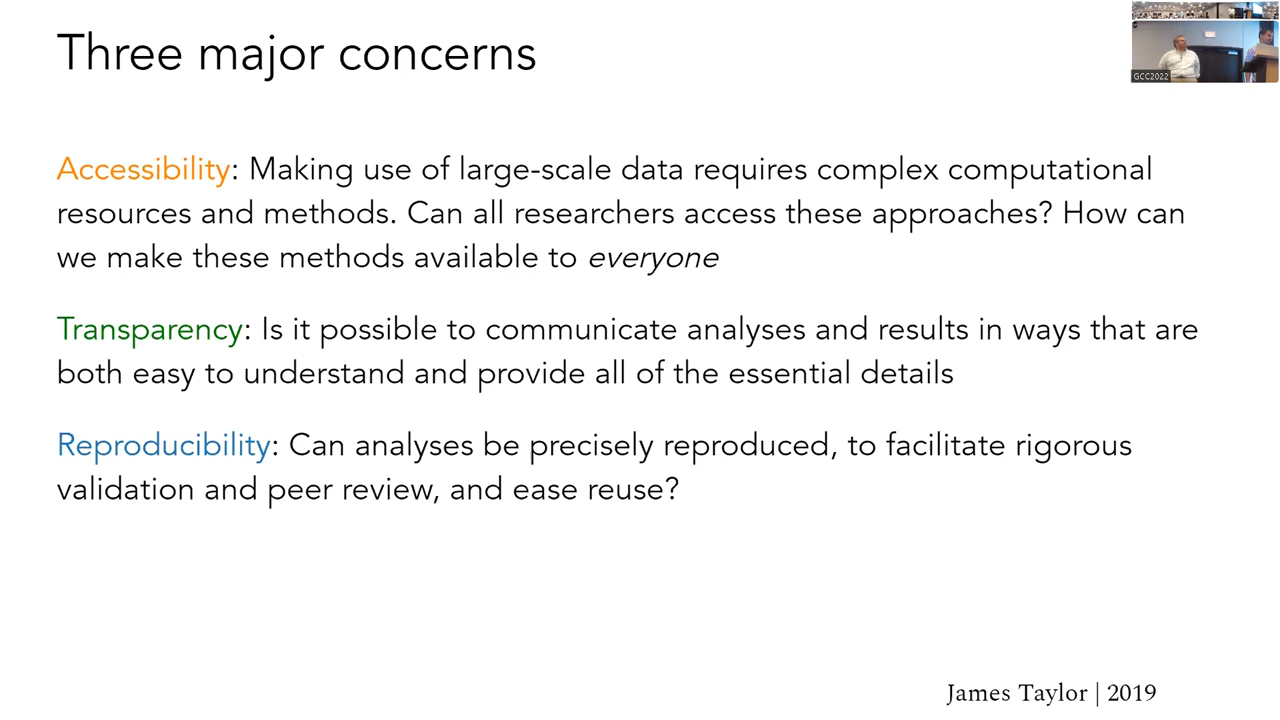 Three major concerns
GCC2022
Accessibility: Making use of large-scale data requires complex computational
resources and methods. Can all researchers access these approaches? How can
we make these methods available to everyone
Transparency: Is it possible to communicate analyses and results in ways that are
both easy to understand and provide all of the essential details
Reproducibility: Can analyses be precisely reproduced, to facilitate rigorous
validation and peer review, and ease reuse?
James Taylor | 2019